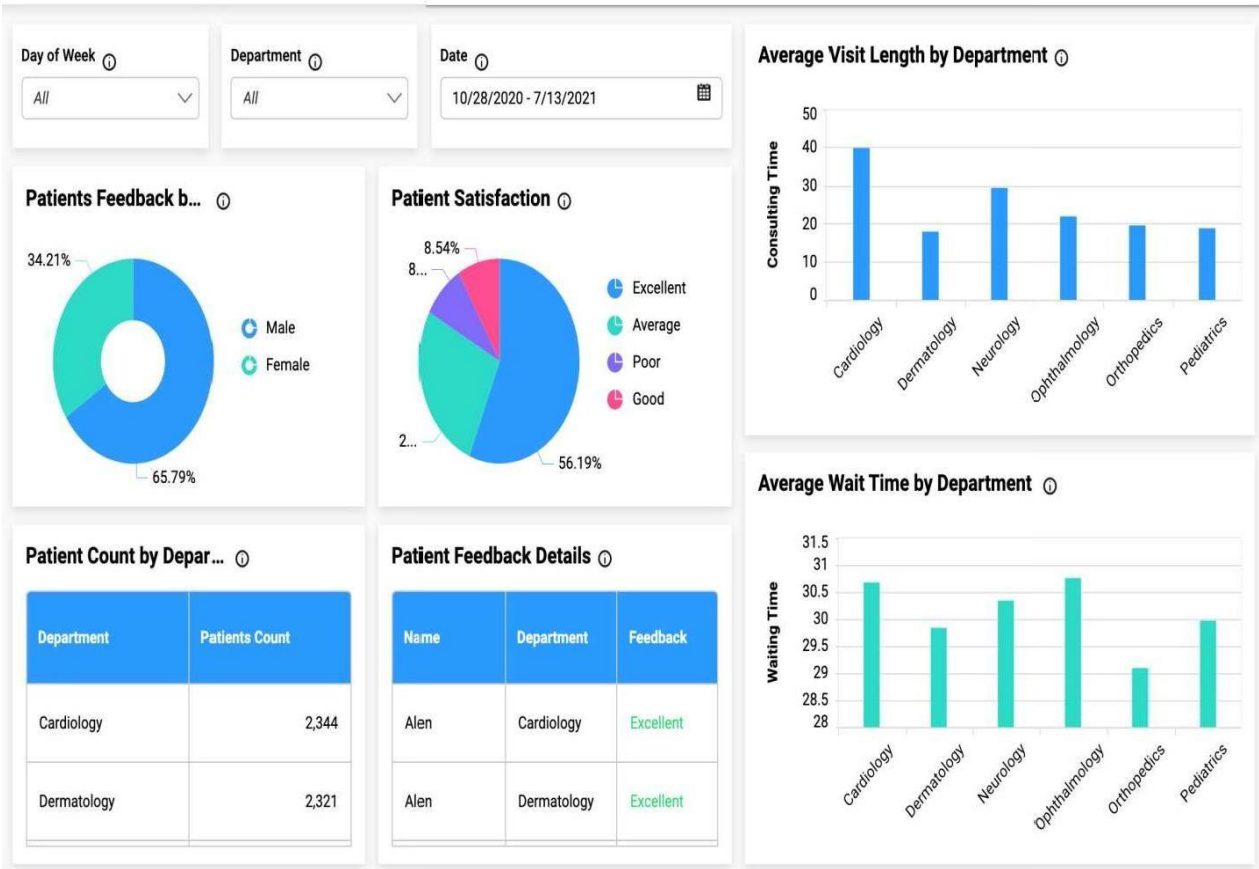 Day of Week
All
Department
All
Date
10/28/2020 - 7/13/2021
Patients Feedback b...
34.21%
65.79%
Male
Female
Patient Satisfaction
8.54%
8...
2...
56.19%
Excellent
Average
Poor
Good
Average Visit Length by Department
Consulting Time
50
40
30
20
10
0
Cardiology
Dermatology
Neurology
Ophthalmology
Orthopedics
Pediatrics
Patient Count by Depar...
Department Patients Count
Cardiology 2,344
Dermatology 2,321
Patient Feedback Details
Name Department Feedback
Alen Cardiology Excellent
Alen Dermatology Excellent
Average Wait Time by Department
Waiting Time
31.5
31
30.5
30
29.5
29
28.5
28
Cardiology
Dermatology
Neurology
Ophthalmology
Orthopedics
Pediatrics